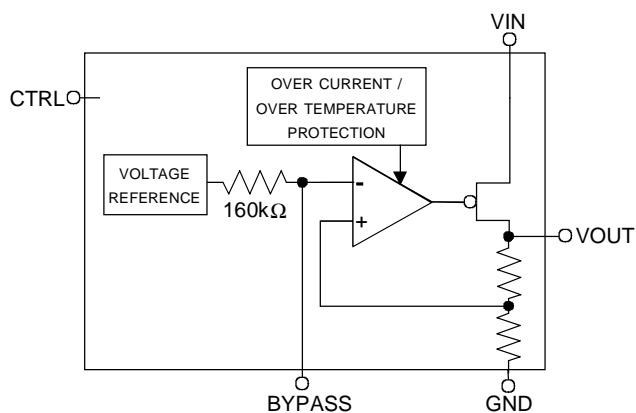 VIN
OVER CURRENT /
OVER TEMPERATURE
PROTECTION
CTRL
VOLTAGE
REFERENCE
160kΩ
-
+
VOUT
BYPASS
GND